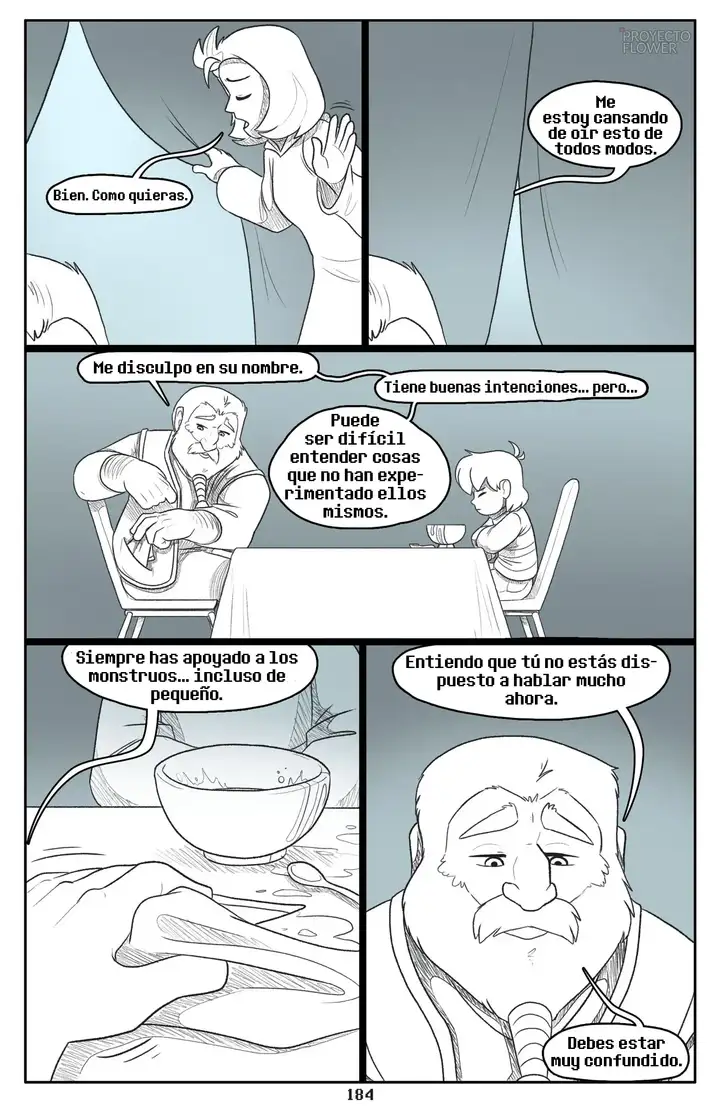 PROYECTO
FLOWER
Bien. Como quieras.
Me
estoy cansando
de oir esto de
todos modos.
Me disculpo en su nombre.
Tiene buenas intenciones... pero...
Puede
ser difícil
entender cosas
que no han expe-
rimentado ellos
mismos.
Siempre has apoyado a los
monstruos... incluso de
pequeño.
Entiendo que tú no estás dis-
puesto a hablar mucho
ahora.
Debes estar
muy confundido.
184